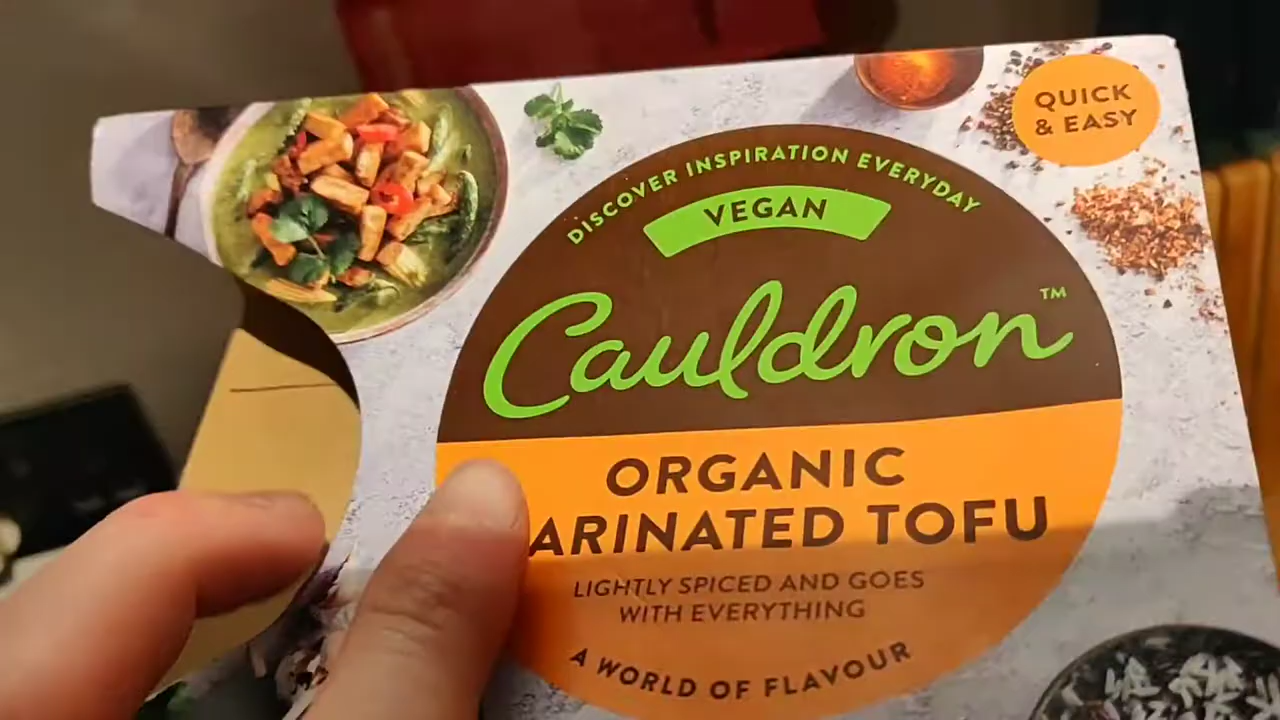 QUICK
& EASY
DISCOVER INSPIRATION EVERYDAY
VEGAN
Cauldron™
ORGANIC
ARINATED TOFU
LIGHTLY SPICED AND GOES
WITH EVERYTHING
A WORLD OF FLAVOUR